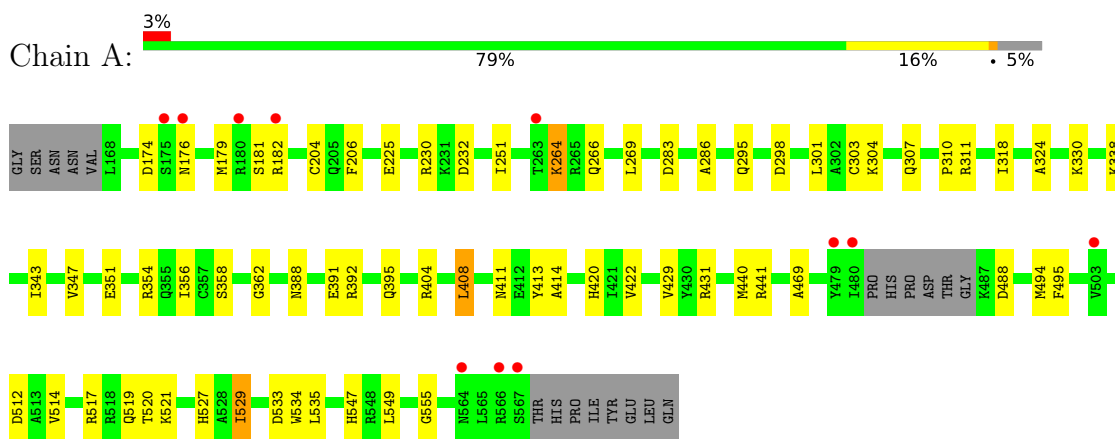 3%
Chain A:
79% 16% • 5%
GLY SER ASN ASN VAL L168 D174 S175 N176 M179 R180 S181 R182 C204 Q205 F206 E225 R230 K231 D232 I251 T263 K264 R265 Q266 L269 D283 A286 Q295 D298 L301 A302 C303 K304 Q307 P310 R311 I318 A324 K330 K338
I343 V347 E351 R354 Q355 I356 C357 S358 G362 N388 E391 R392 Q395 R404 L408 N411 E412 Y413 A414 H420 I421 V422 V429 Y430 R431 M440 R441 A469 Y479 I480 PRO HIS PRO ASP THR GLY K487 D488 M494 F495 V503
D512 A513 V514 R517 R518 Q519 T520 K521 H527 A528 I529 D533 W534 L535 H547 R548 L549 G555 N564 L565 R566 S567 THR HIS PRO ILE TYR GLU LEU GLN